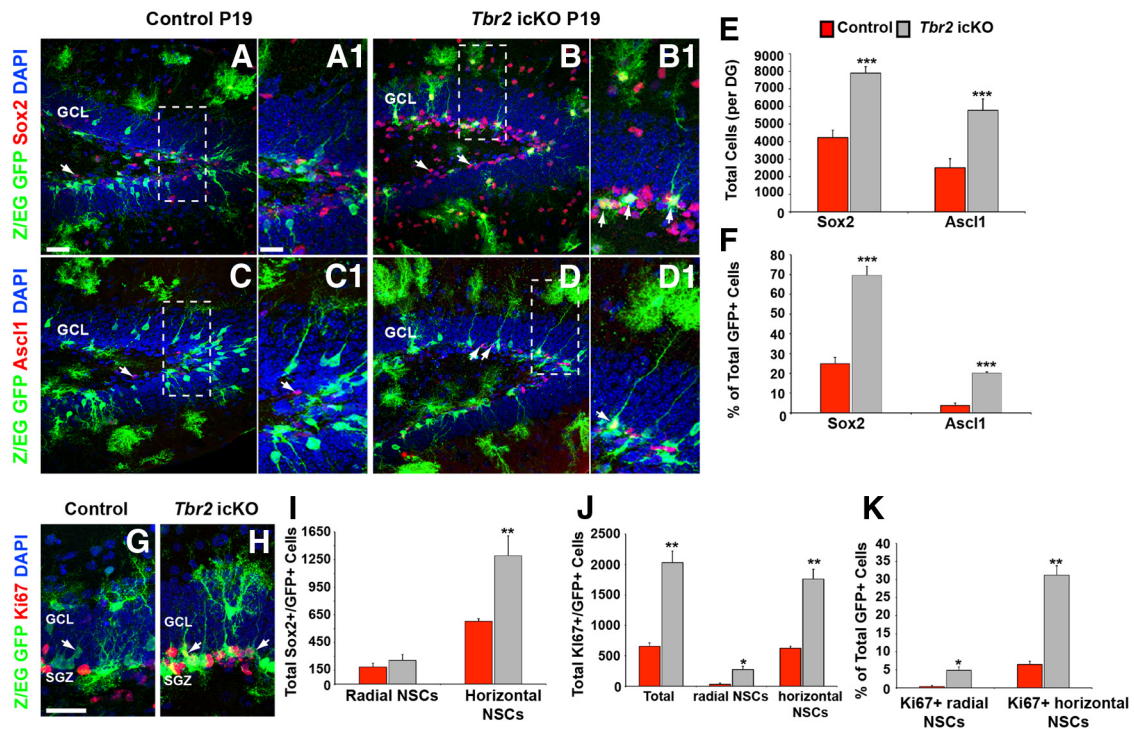 Control P19
Tbr2 icKO P19
Z/EG GFP Sox2 DAPI
A
GCL
A1
B
B1
Z/EG GFP Ascl1 DAPI
C
GCL
C1
D
GCL
D1
E
Control
Tbr2 icKO
Total Cells (per DG)
9000
8000
7000
6000
5000
4000
3000
2000
1000
0
***
***
Sox2
Ascl1
F
% of Total GFP+ Cells
80
70
60
50
40
30
20
10
0
***
***
Sox2
Ascl1
Control
Tbr2 icKO
Z/EG GFP Ki67 DAPI
G
GCL
SGZ
H
GCL
SGZ
I
Total Sox2+/GFP+ Cells
1650
1250
900
600
450
300
150
**
Radial NSCs
Horizontal
NSCs
J
Total KI67+/GFP+ Cells
2500
2000
1500
1000
500
0
**
*
**
Total
radial NSCs
horizontal
NSCs
K
% of Total GFP+ Cells
40
35
30
25
20
15
10
5
0
*
**
Ki67+ radial
NSCs
Ki67+ horizontal
NSCs